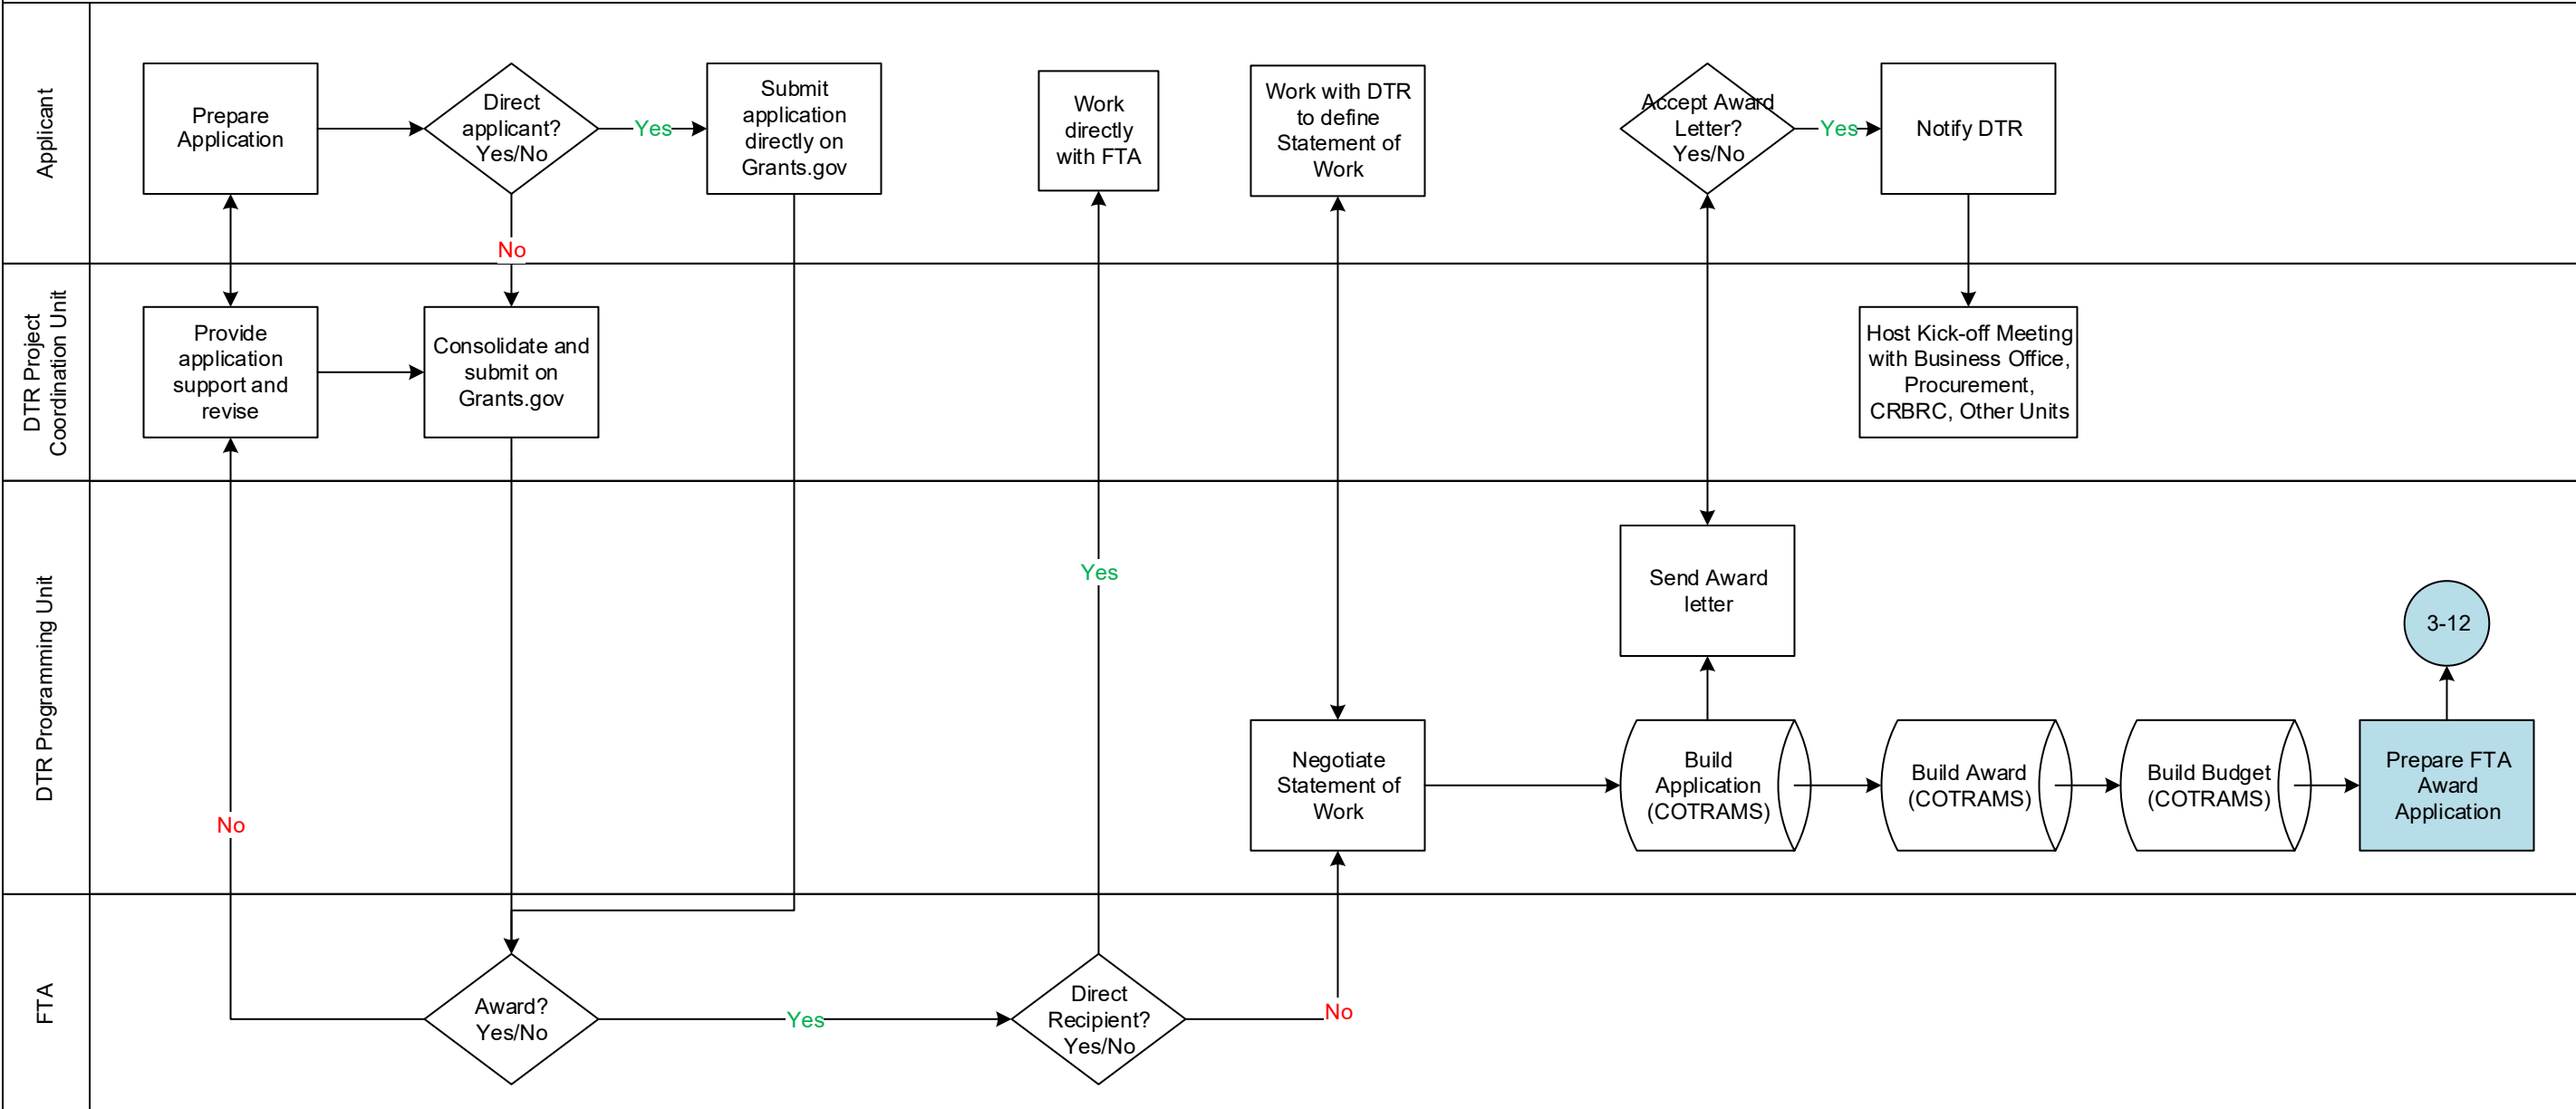 Applicant
Prepare
Application
Direct
applicant?
Yes/No
Yes
Submit
application
directly on
Grants.gov
Work
directly
with FTA
Work with DTR
to define
Statement of
Work
Accept Award
Letter?
Yes/No
Yes
Notify DTR
No
DTR Project
Coordination Unit
Provide
application
support and
revise
Consolidate and
submit on
Grants.gov
Host Kick-off Meeting
with Business Office,
Procurement,
CRBRC, Other Units
DTR Programming Unit
Yes
Send Award
letter
3-12
No
Negotiate
Statement of
Work
Build
Application
(COTRAMS)
Build Award
(COTRAMS)
Build Budget
(COTRAMS)
Prepare FTA
Award
Application
FTA
Award?
Yes/No
Yes
Direct
Recipient?
Yes/No
No